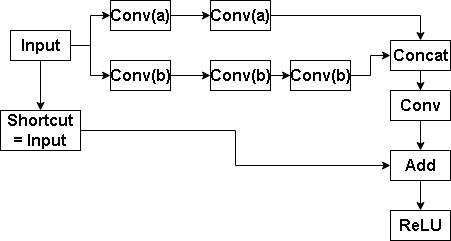 Conv(a)
Conv(a)
Input
Concat
Conv(b)
Conv(b)
Conv(b)
Conv
Shortcut
= Input
Add
ReLU